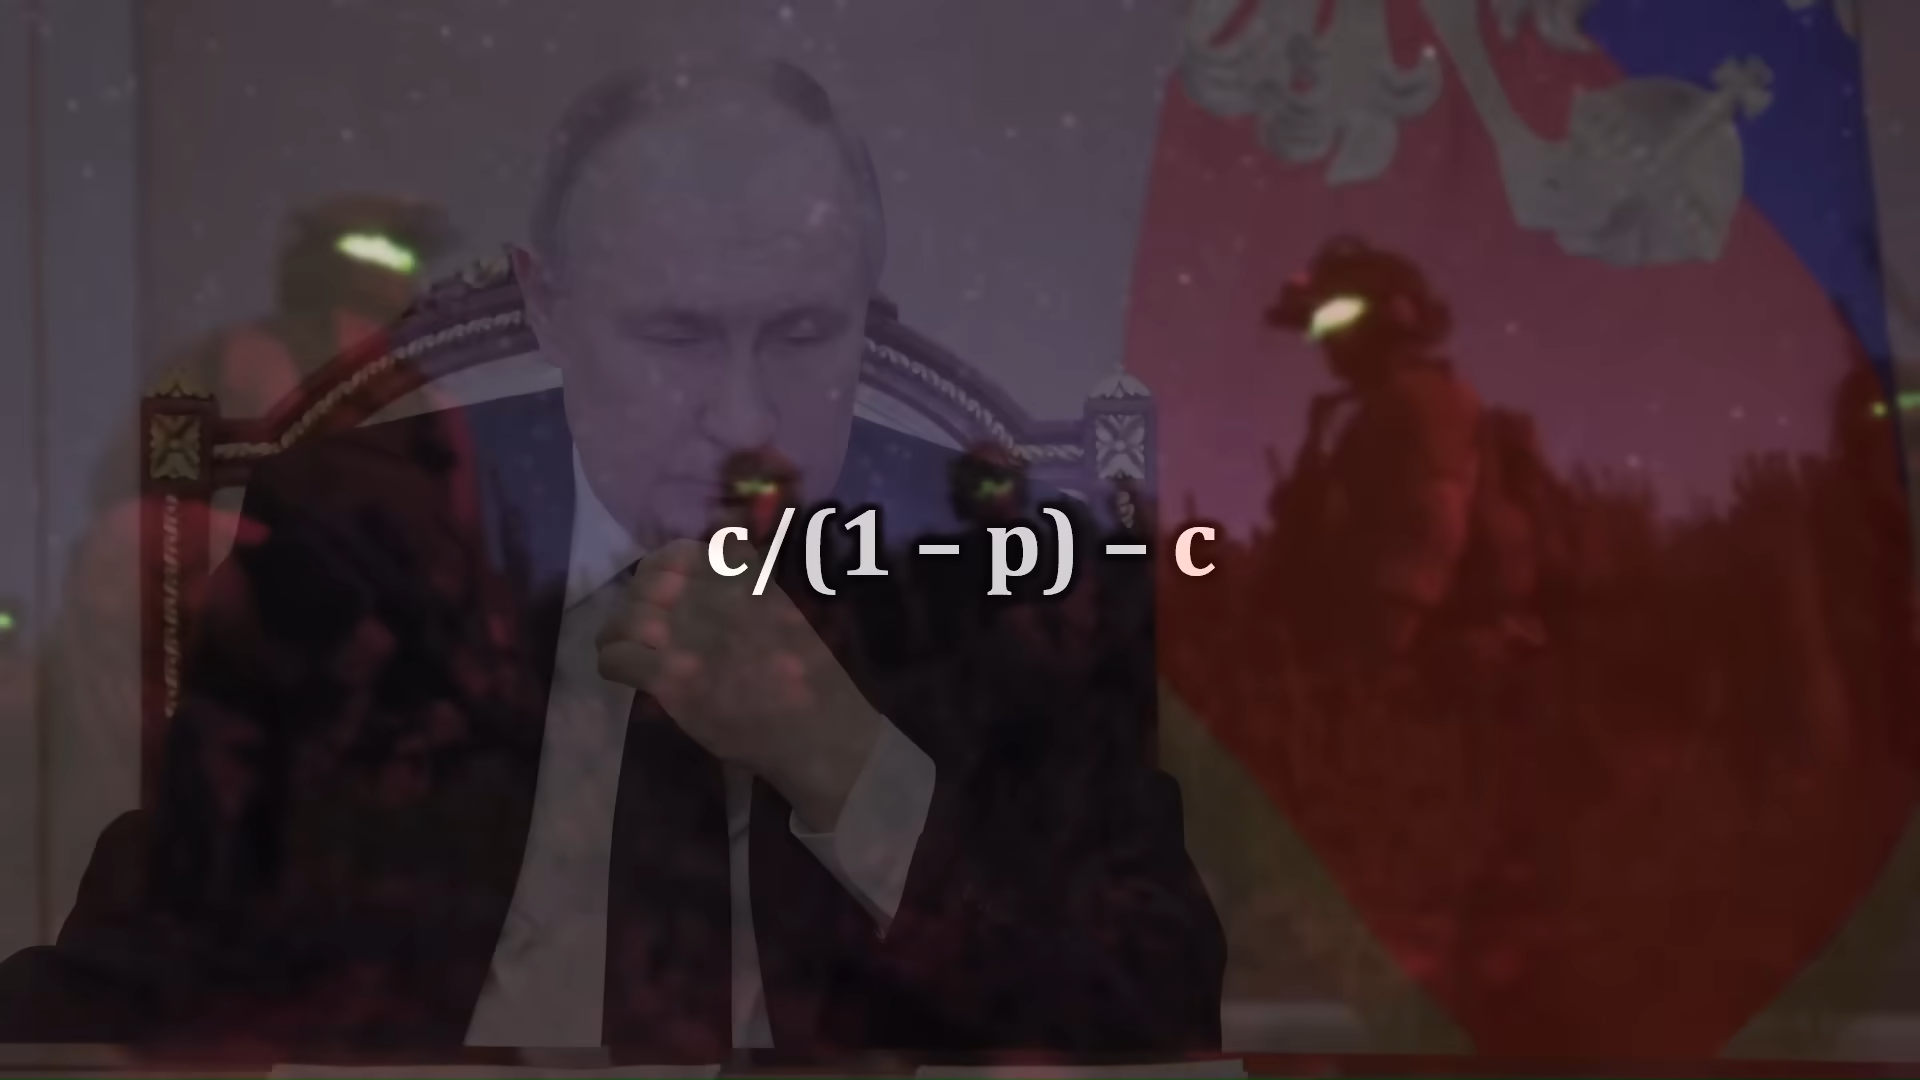 c/(1 – p) – c